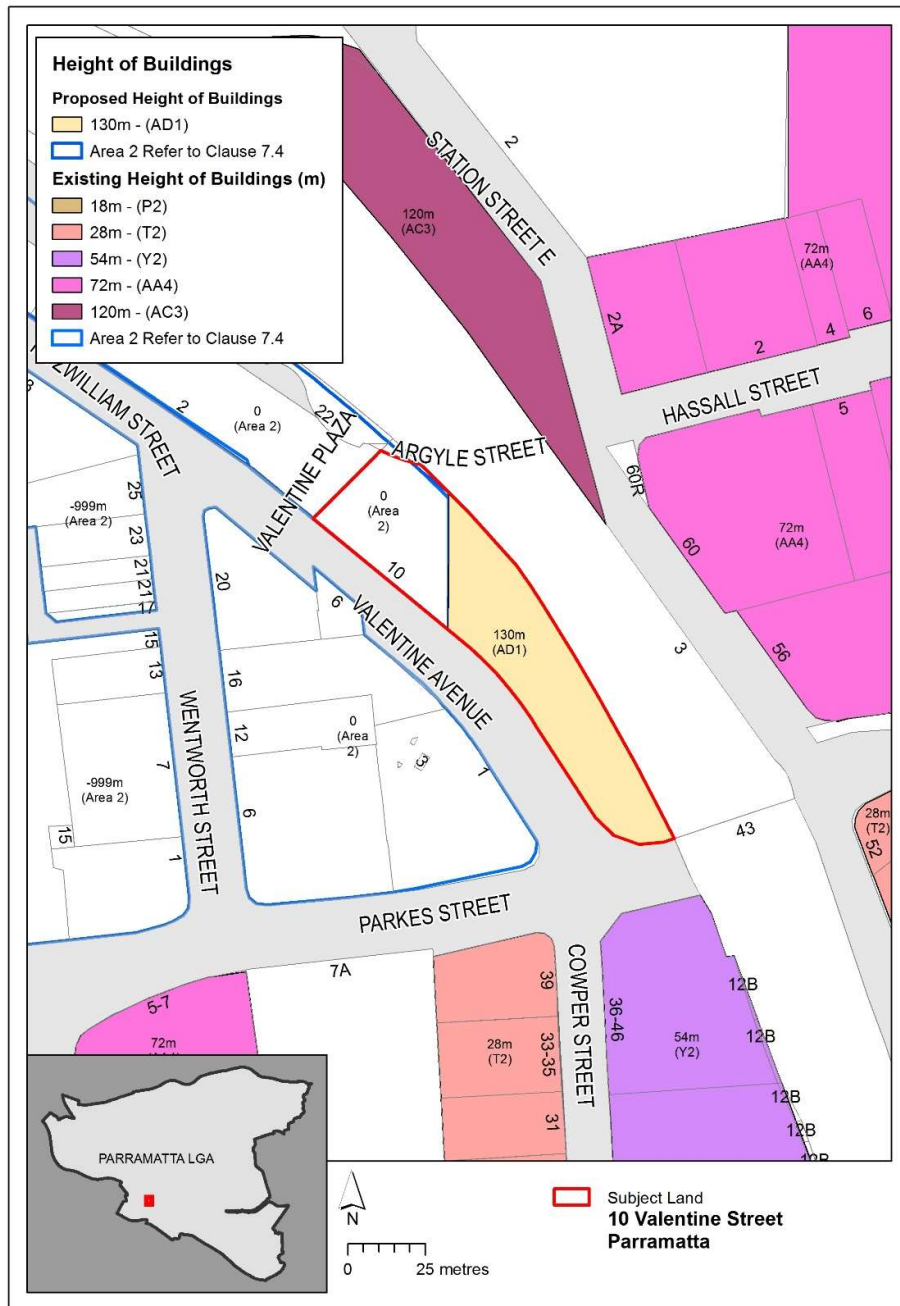 Height of Buildings
Proposed Height of Buildings
130m - (AD1)
Area 2 Refer to Clause 7.4
Existing Height of Buildings (m)
18m - (P2)
28m - (T2)
54m - (Y2)
72m - (AA4)
120m - (AC3)
Area 2 Refer to Clause 7.4
2
STATION STREET E
120m
(AC3)
72m
(AA4)
2A
2
4
6
HASSALL STREET
5
60R
60
72m
(AA4)
56
STREET
2
0
(Area 2)
22
VALENTINE PLAZA
ARGYLE STREET
0
(Area
2)
10
130m
(AD1)
3
VALENTINE AVENUE
-999m
(Area 2)
25
23
21
21
20
6
15
13
16
12
WENTWORTH STREET
0
(Area
2)
3
1
-999m
(Area 2)
7
6
15
1
43
28m
(T2)
52
PARKES STREET
7A
5-7
72m
39
28m
(T2)
33-35
31
COWPER STREET
36-46
54m
(Y2)
12B
12B
12B
12B
PARRAMATTA LGA
N
0
25 metres
Subject Land
10 Valentine Street
Parramatta